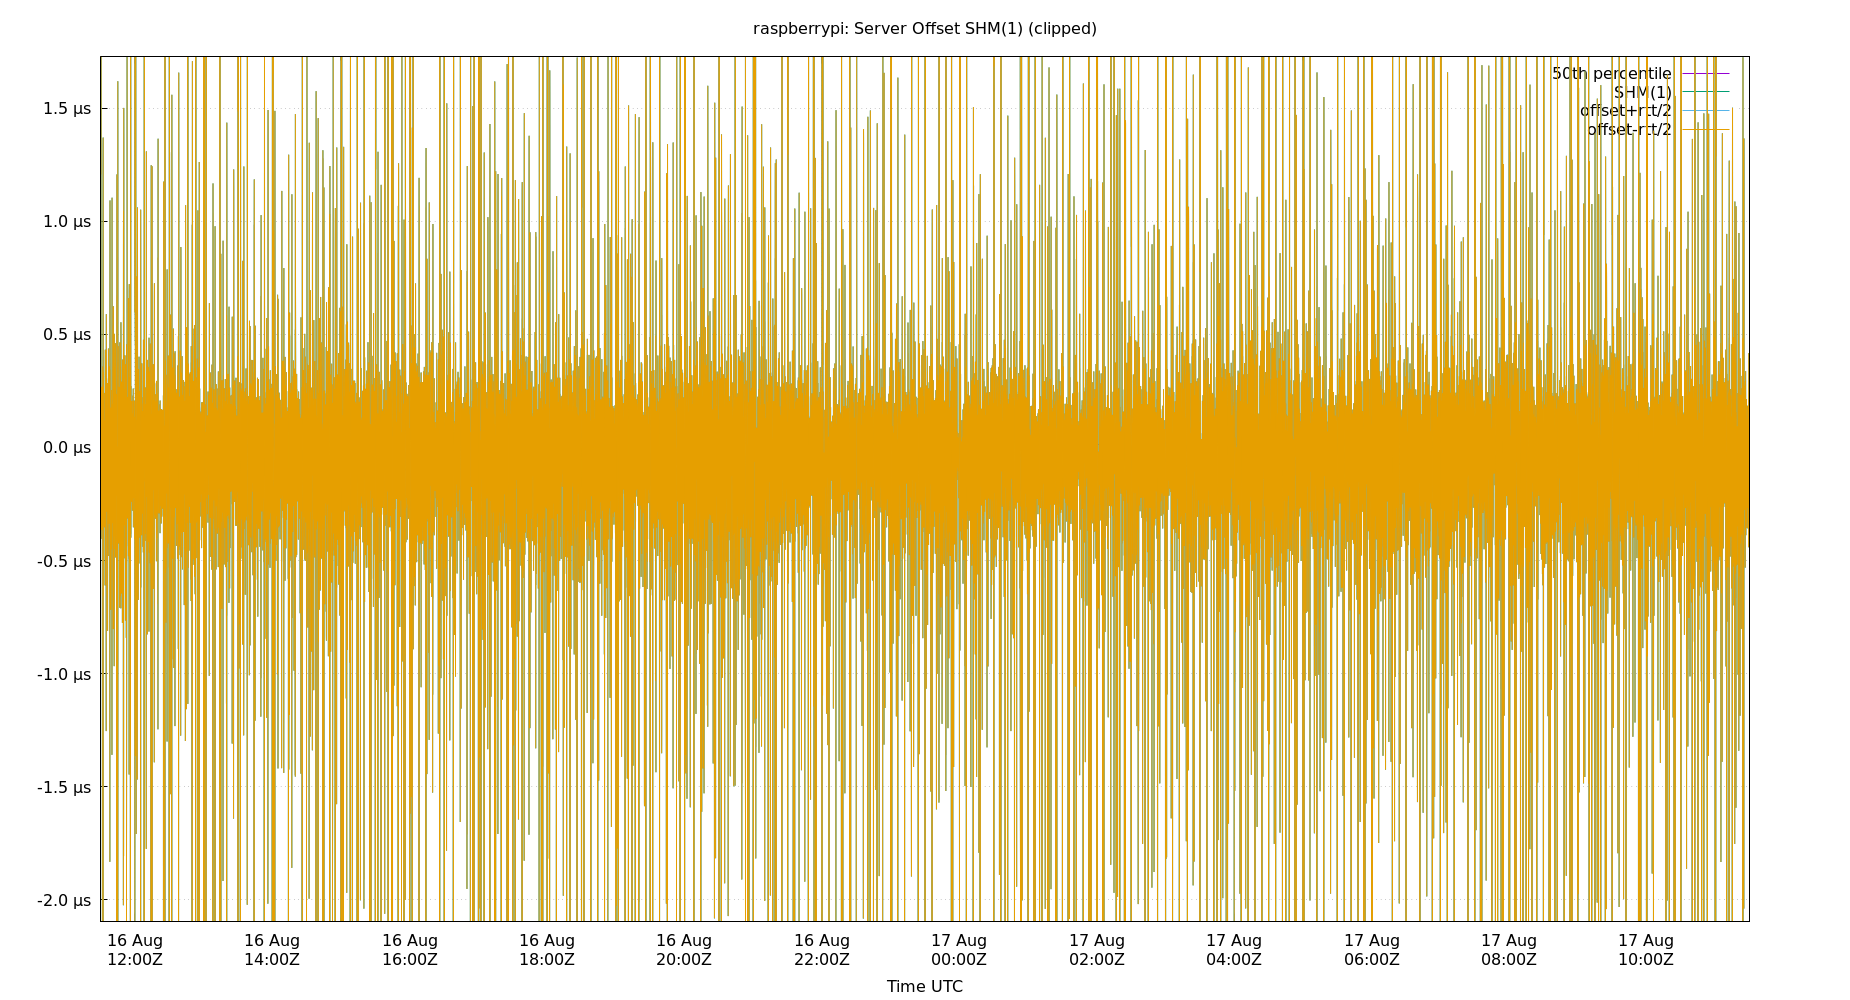 raspberrypi: Server Offset SHM(1) (clipped)
50th percentile
SHM(1)
offset+rtt/2
offset-rtt/2
1.5 µs
1.0 µs
0.5 µs
0.0 µs
-0.5 µs
-1.0 µs
-1.5 µs
-2.0 µs
16 Aug 16 Aug 16 Aug 16 Aug 16 Aug 16 Aug 17 Aug 17 Aug 17 Aug 17 Aug 17 Aug 17 Aug
12:00Z 14:00Z 16:00Z 18:00Z 20:00Z 22:00Z 00:00Z 02:00Z 04:00Z 06:00Z 08:00Z 10:00Z
Time UTC